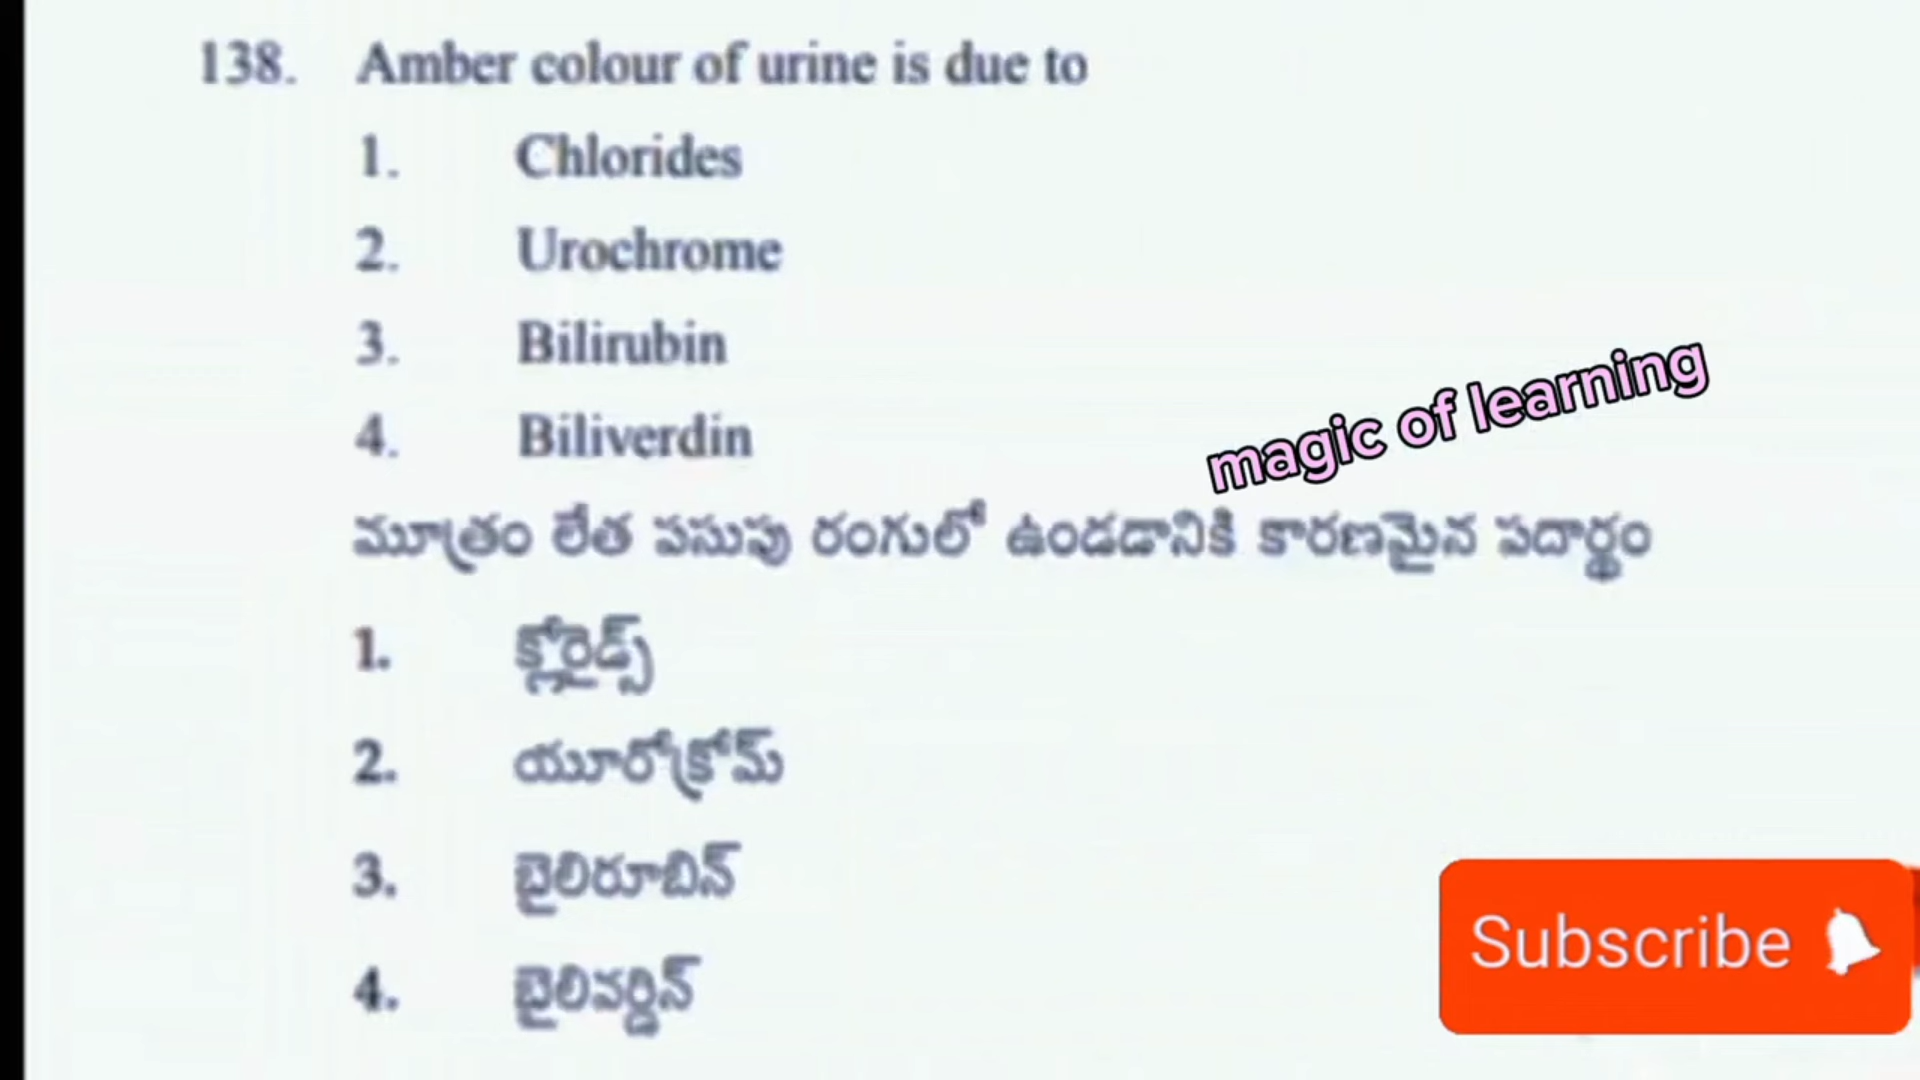 138. Amber colour of urine is due to
1. Chlorides
2. Urochrome
3. Bilirubin
4. Biliverdin
magic of learning
మూత్రం లేత పసుపు రంగులో ఉండడానికి కారణమైన పదార్థం
1. క్లోరైడ్స్
2. యూరోక్రోమ్
3. బైలిరూబిన్
4. బైలివర్డిన్
Subscribe